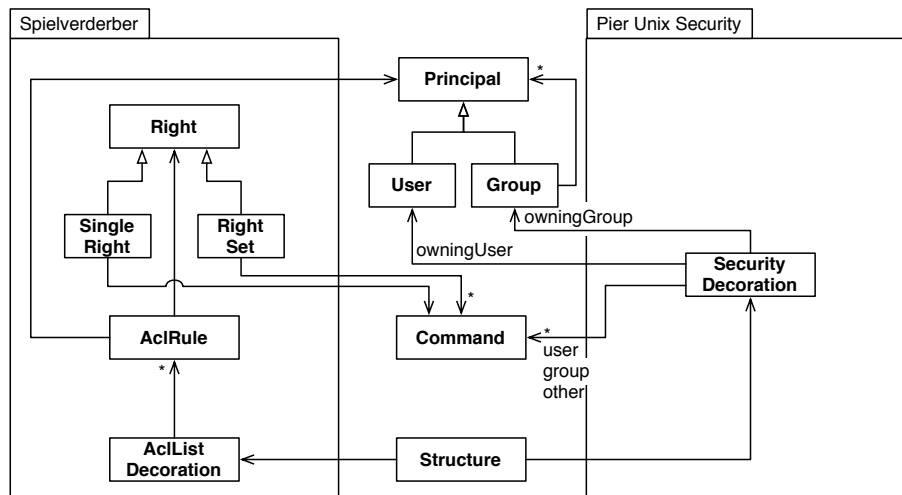 Spielverderber
Pier Unix Security
*
Principal
Right
User
Group
Single
Right
Right
Set
owningGroup
owningUser
Security
Decoration
*
AclRule
Command
*
user
group
other
*
AclList
Decoration
Structure